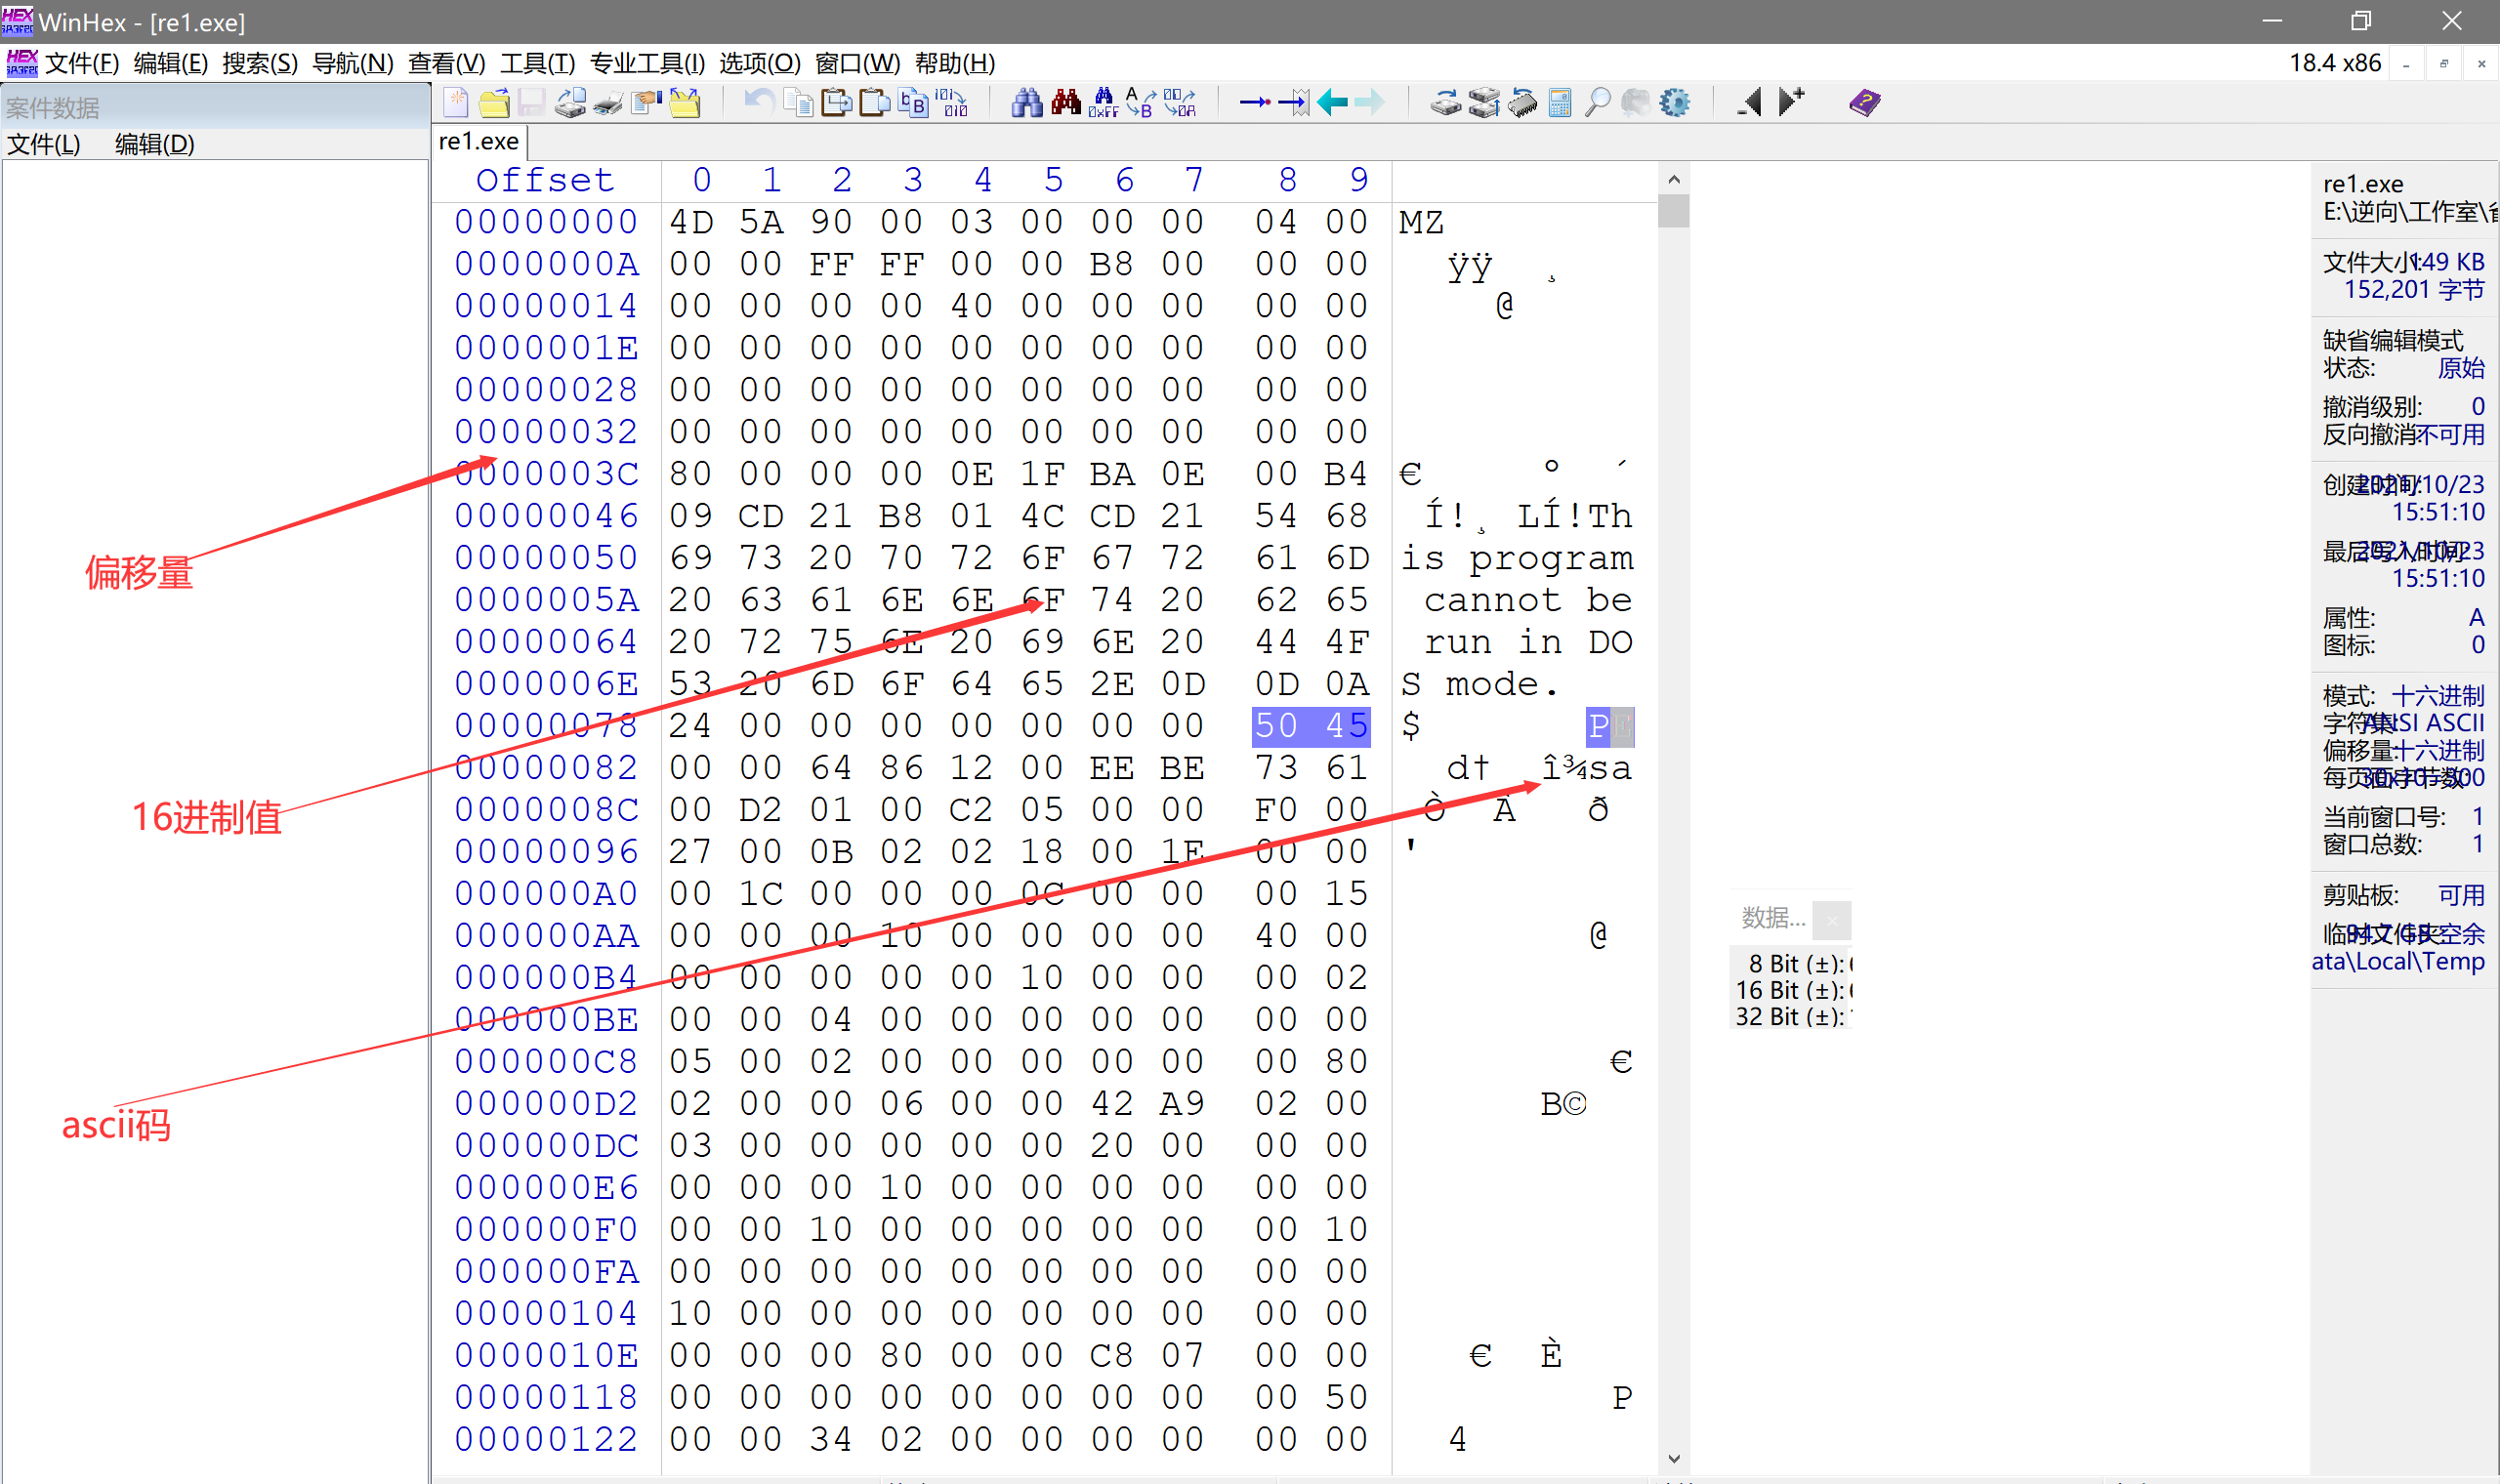 WinHex - [re1.exe]
文件(F) 编辑(E) 搜索(S) 导航(N) 查看(V) 工具(T) 专业工具(I) 选项(O) 窗口(W) 帮助(H) 18.4 x86
案件数据
文件(L) 编辑(D)
re1.exe
Offset 0 1 2 3 4 5 6 7 8 9
00000000 4D 5A 90 00 03 00 00 00 04 00 MZ
0000000A 00 00 FF FF 00 00 B8 00 00 00 ÿÿ ¸
00000014 00 00 00 00 40 00 00 00 00 00 @
0000001E 00 00 00 00 00 00 00 00 00 00
00000028 00 00 00 00 00 00 00 00 00 00
00000032 00 00 00 00 00 00 00 00 00 00
0000003C 80 00 00 00 0E 1F BA 0E 00 B4 € º ´
00000046 09 CD 21 B8 01 4C CD 21 54 68 Í!¸ LÍ!Th
00000050 69 73 20 70 72 6F 67 72 61 6D is program
0000005A 20 63 61 6E 6E 6F 74 20 62 65 cannot be
00000064 20 72 75 6E 20 69 6E 20 44 4F run in DO
0000006E 53 20 6D 6F 64 65 2E 0D 0D 0A S mode.
00000078 24 00 00 00 00 00 00 00 50 45 $ PE
00000082 00 00 64 86 12 00 EE BE 73 61 d† î¾sa
0000008C 00 D2 01 00 C2 05 00 00 F0 00 Ò Â ð
00000096 27 00 0B 02 02 18 00 1E 00 00 '
000000A0 00 1C 00 00 00 0C 00 00 00 15
000000AA 00 00 00 10 00 00 00 00 40 00 @
000000B4 00 00 00 00 00 10 00 00 00 02
000000BE 00 00 04 00 00 00 00 00 00 00
000000C8 05 00 02 00 00 00 00 00 00 80 €
000000D2 02 00 00 06 00 00 42 A9 02 00 B©
000000DC 03 00 00 00 00 00 20 00 00 00
000000E6 00 00 00 10 00 00 00 00 00 00
000000F0 00 00 10 00 00 00 00 00 00 10
000000FA 00 00 00 00 00 00 00 00 00 00
00000104 10 00 00 00 00 00 00 00 00 00
0000010E 00 00 00 80 00 00 C8 07 00 00 € È
00000118 00 00 00 00 00 00 00 00 00 50 P
00000122 00 00 34 02 00 00 00 00 00 00 4
偏移量
16进制值
ascii码
数据...
8 Bit (±):
16 Bit (±):
32 Bit (±):
re1.exe
E:\逆向\工作室\
文件大小: 149 KB
152,201 字节
缺省编辑模式
状态: 原始
撤消级别: 0
反向撤消: 不可用
创建时间: 2021/10/23
15:51:10
最后写入时间: 2021/10/23
15:51:10
属性: A
图标: 0
模式: 十六进制
字符集: ANSI ASCII
偏移量: 十六进制
每页面字节数: 30x10=300
当前窗口号: 1
窗口总数: 1
剪贴板: 可用
临时文件夹: 94.7 GB 空余
ata\Local\Temp